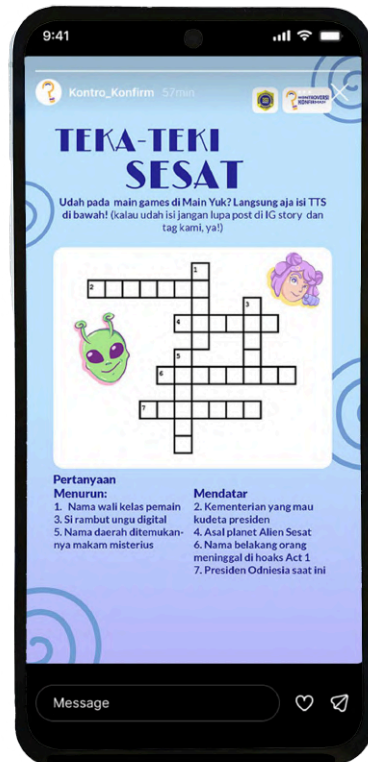 9:41
Kontro_Konfirm 57min
KONTROVERSI
KONFIRMASI
TEKA-TEKI
SESAT
Udah pada main games di Main Yuk? Langsung aja isi TTS
di bawah! (kalau udah isi jangan lupa post di IG story dan
tag kami, ya!)
1
2
3
4
5
6
7
Pertanyaan
Menurun:
1. Nama wali kelas pemain
3. Si rambut ungu digital
5. Nama daerah ditemukan-
nya makam misterius
Mendatar
2. Kementerian yang mau
kudeta presiden
4. Asal planet Alien Sesat
6. Nama belakang orang
meninggal di hoaks Act 1
7. Presiden Odniesia saat ini
Message